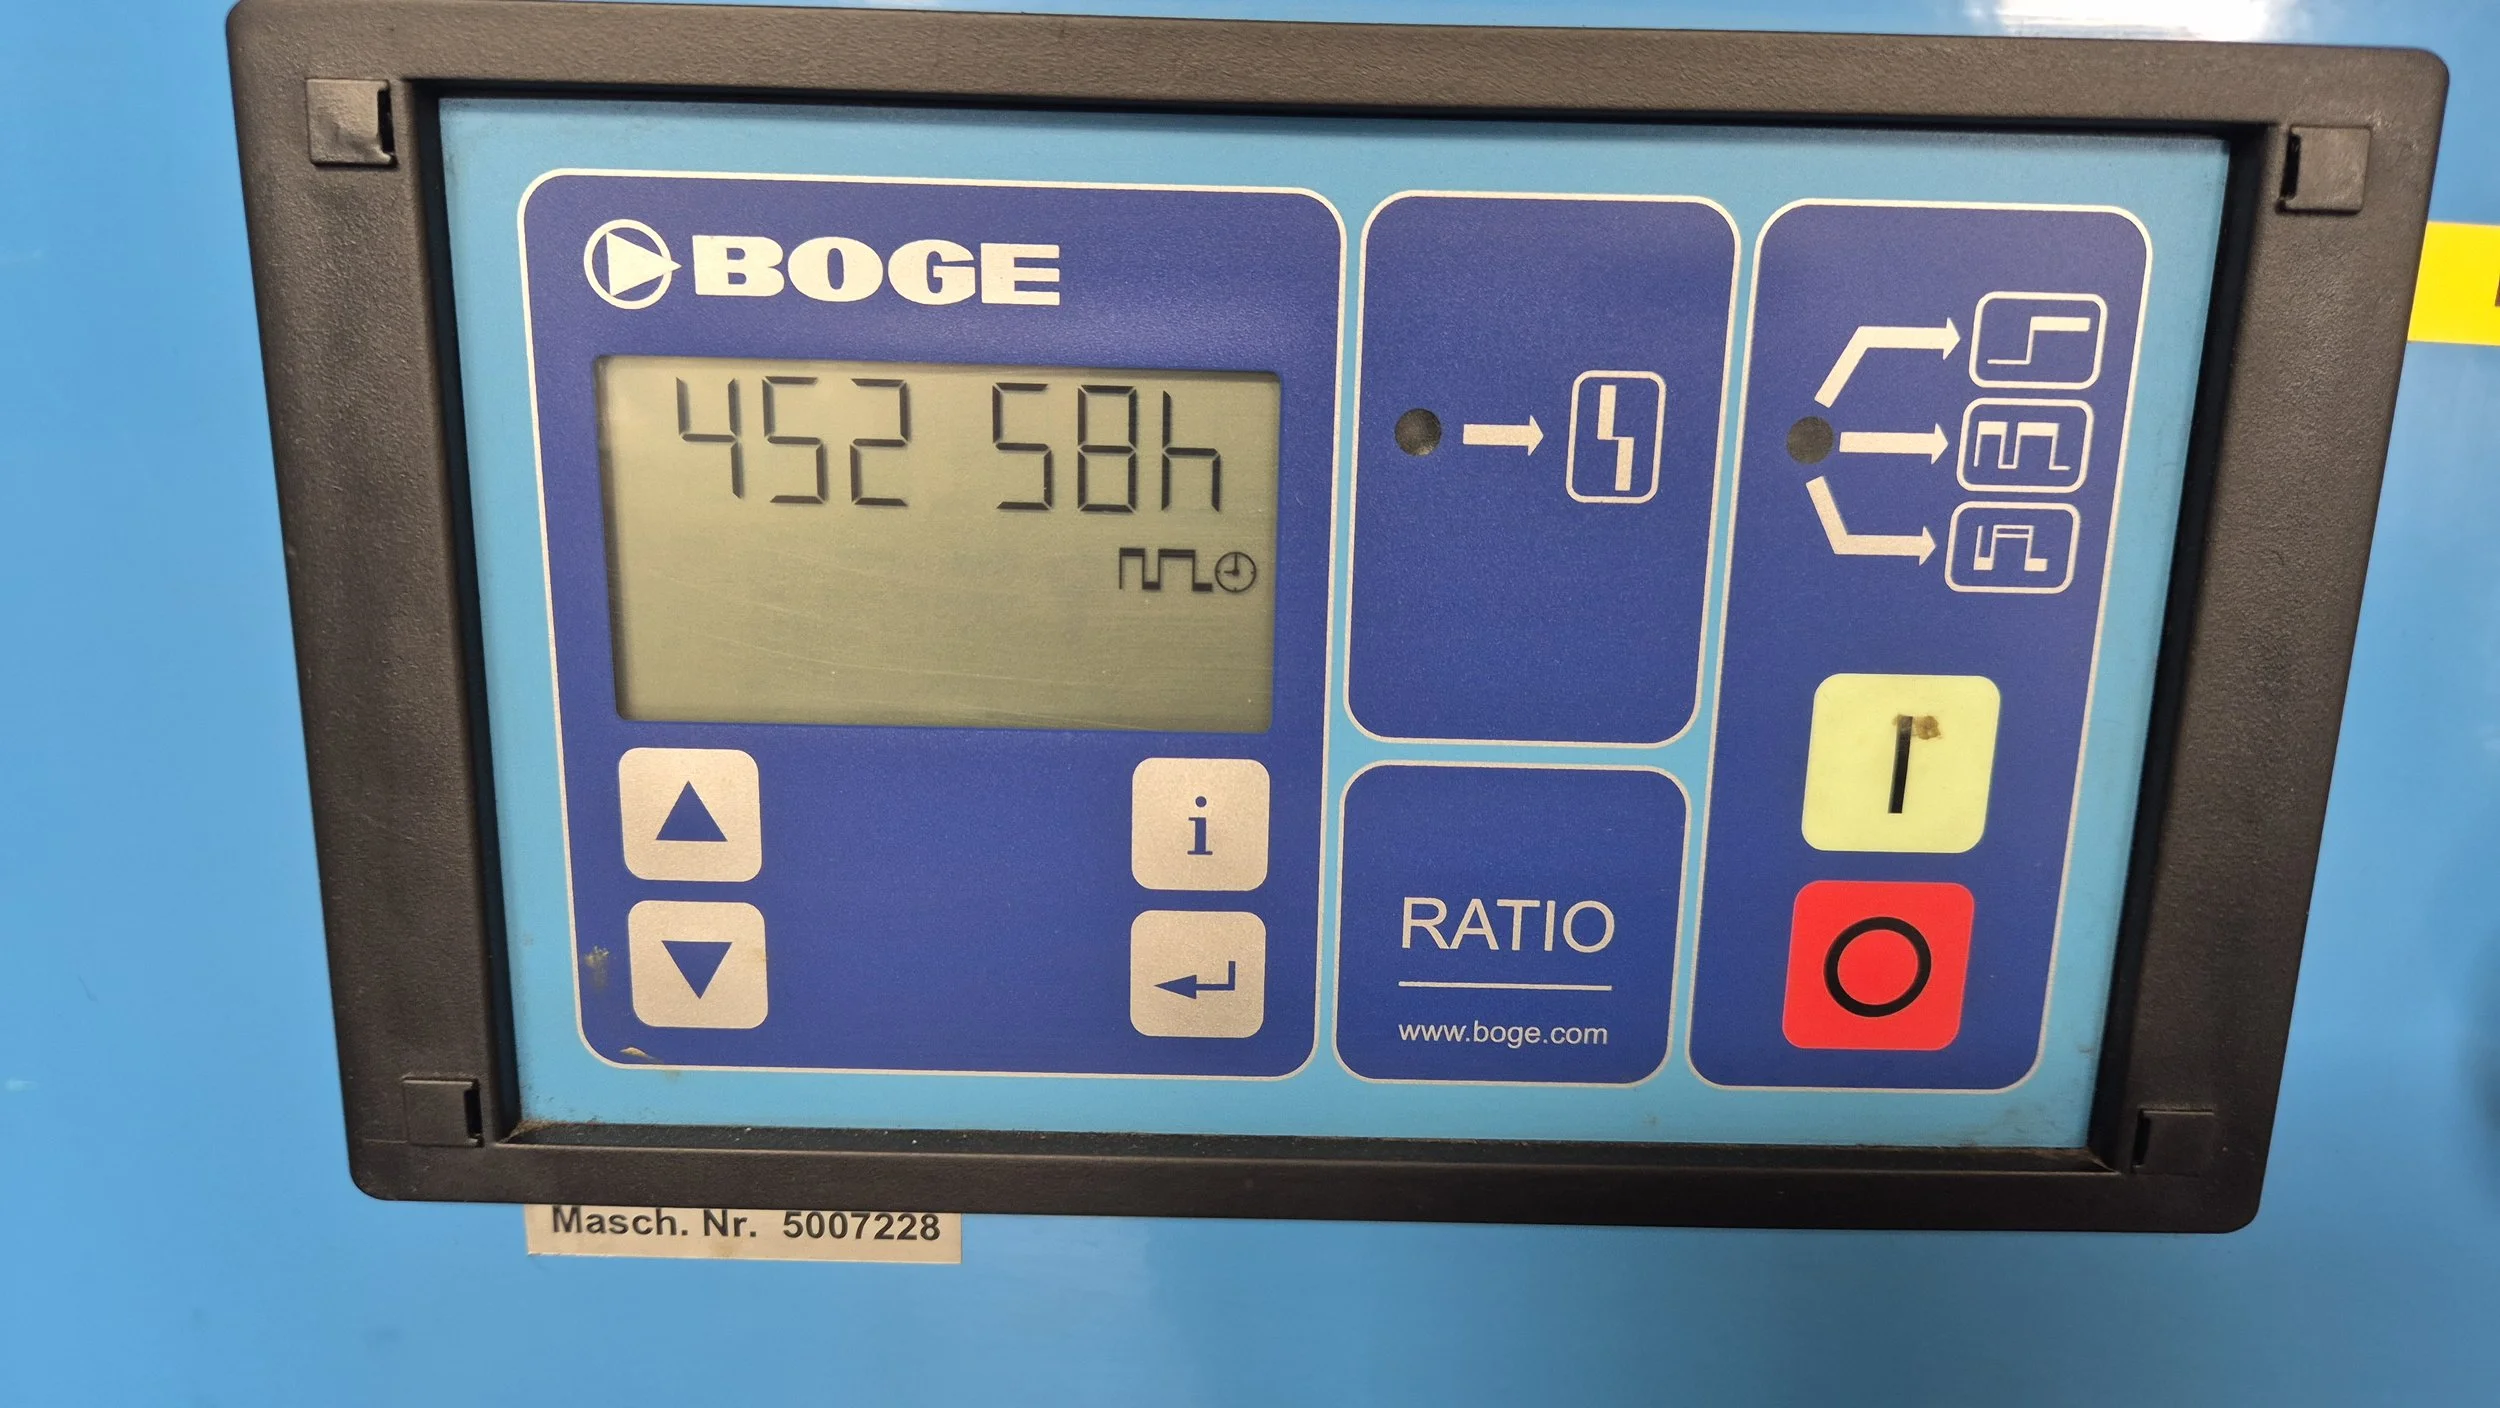 BOGE
452 58h
i
RATIO
www.boge.com
Masch. Nr. 5007228